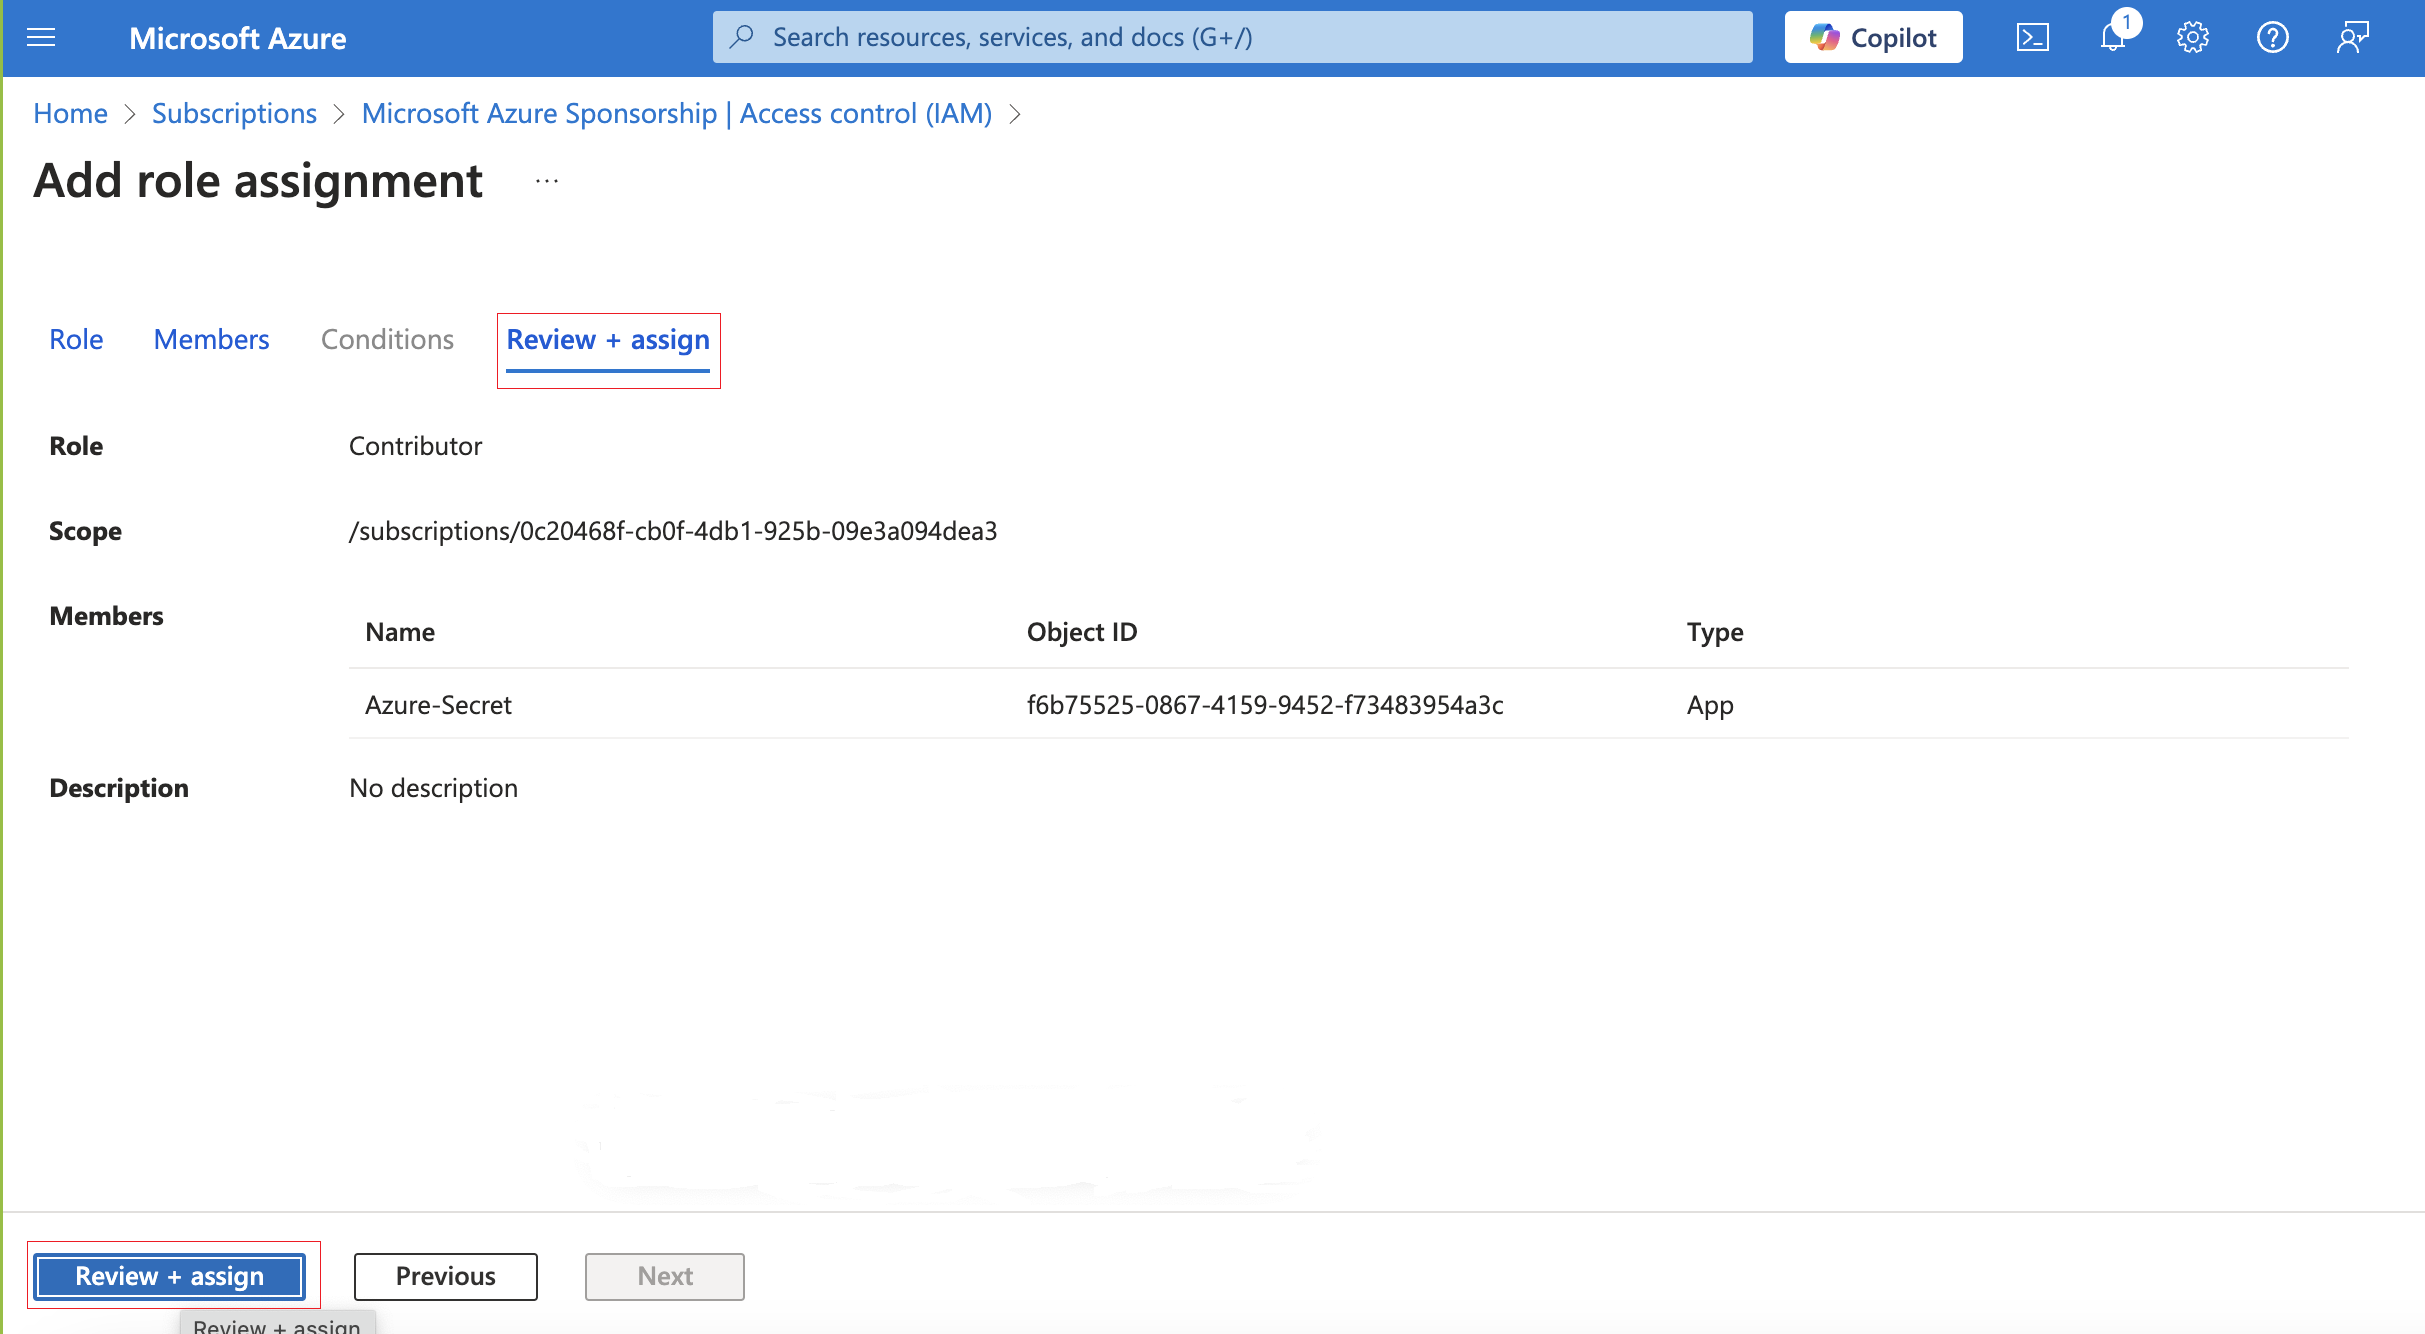 Microsoft Azure
Search resources, services, and docs (G+/)
Copilot
1
Home > Subscriptions > Microsoft Azure Sponsorship | Access control (IAM) >
Add role assignment ...
Role Members Conditions Review + assign
Role Contributor
Scope /subscriptions/0c20468f-cb0f-4db1-925b-09e3a094dea3
Members
Name Object ID Type
Azure-Secret f6b75525-0867-4159-9452-f73483954a3c App
Description No description
Review + assign Previous Next
Review + assign